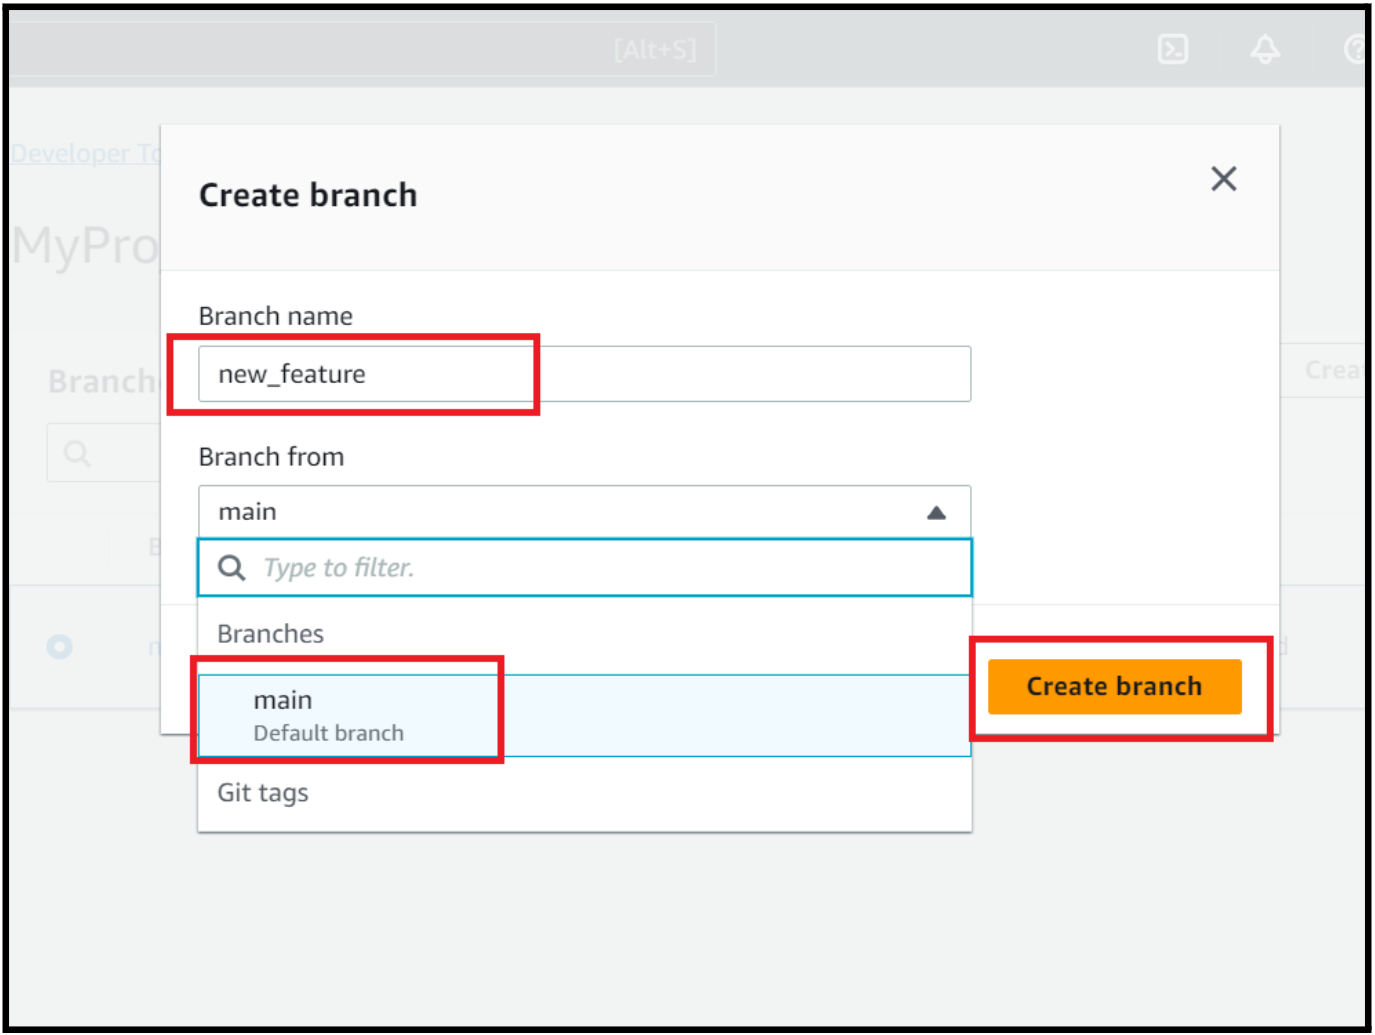 [Alt+S]
Developer To
MyPro
Create branch
Branch name
new_feature
Branch from
main
Type to filter.
Branches
main
Default branch
Git tags
Create branch
Branch
Crea